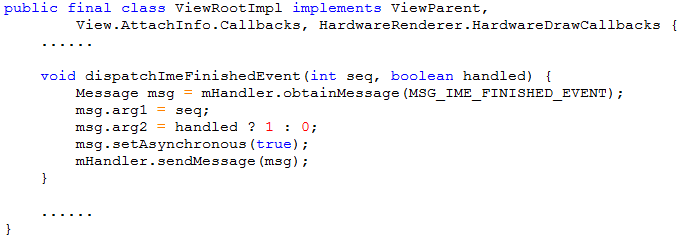 public final class ViewRootImpl implements ViewParent,
        View.AttachInfo.Callbacks, HardwareRenderer.HardwareDrawCallbacks {
    ......
    void dispatchImeFinishedEvent(int seq, boolean handled) {
        Message msg = mHandler.obtainMessage(MSG_IME_FINISHED_EVENT);
        msg.arg1 = seq;
        msg.arg2 = handled ? 1 : 0;
        msg.setAsynchronous(true);
        mHandler.sendMessage(msg);
    }
    ......
}